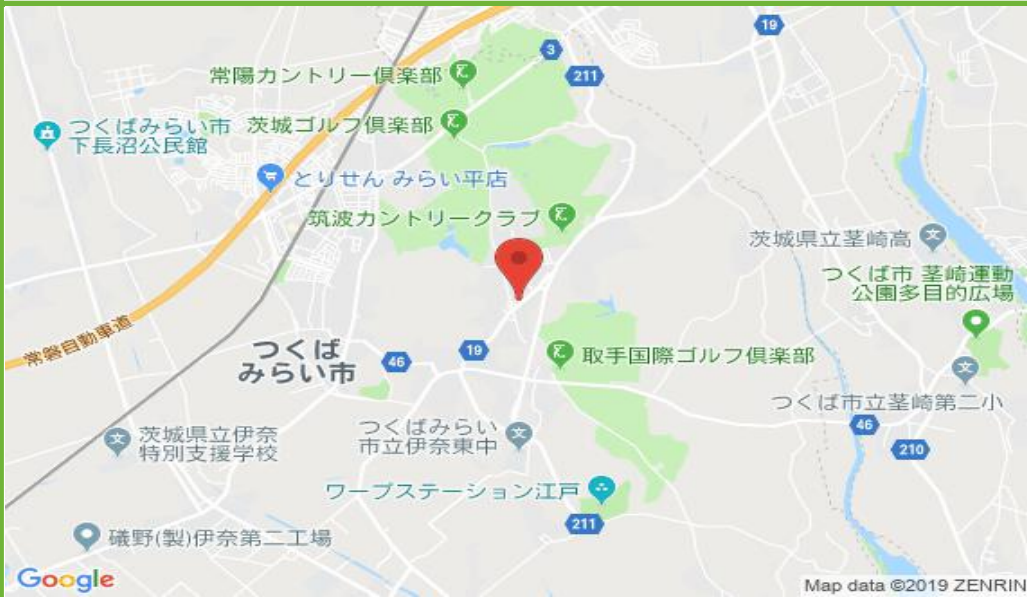 19
3
211
常陽カントリー倶楽部
つくばみらい市
下長沼公民館
茨城ゴルフ倶楽部
とりせん みらい平店
筑波カントリークラブ
茨城県立茎崎高
つくば市 茎崎運動
公園多目的広場
常磐自動車道
つくば
みらい市
46
19
取手国際ゴルフ倶楽部
つくば市立茎崎第二小
46
210
茨城県立伊奈
特別支援学校
つくばみらい
市立伊奈東中
ワープステーション江戸
211
磯野(製)伊奈第二工場
Google
Map data ©2019 ZENRIN